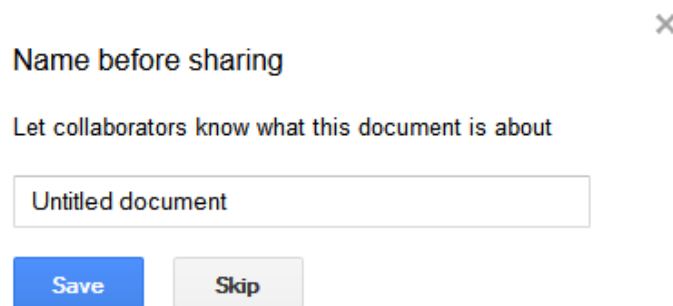 Name before sharing
Let collaborators know what this document is about
Untitled document
Save Skip